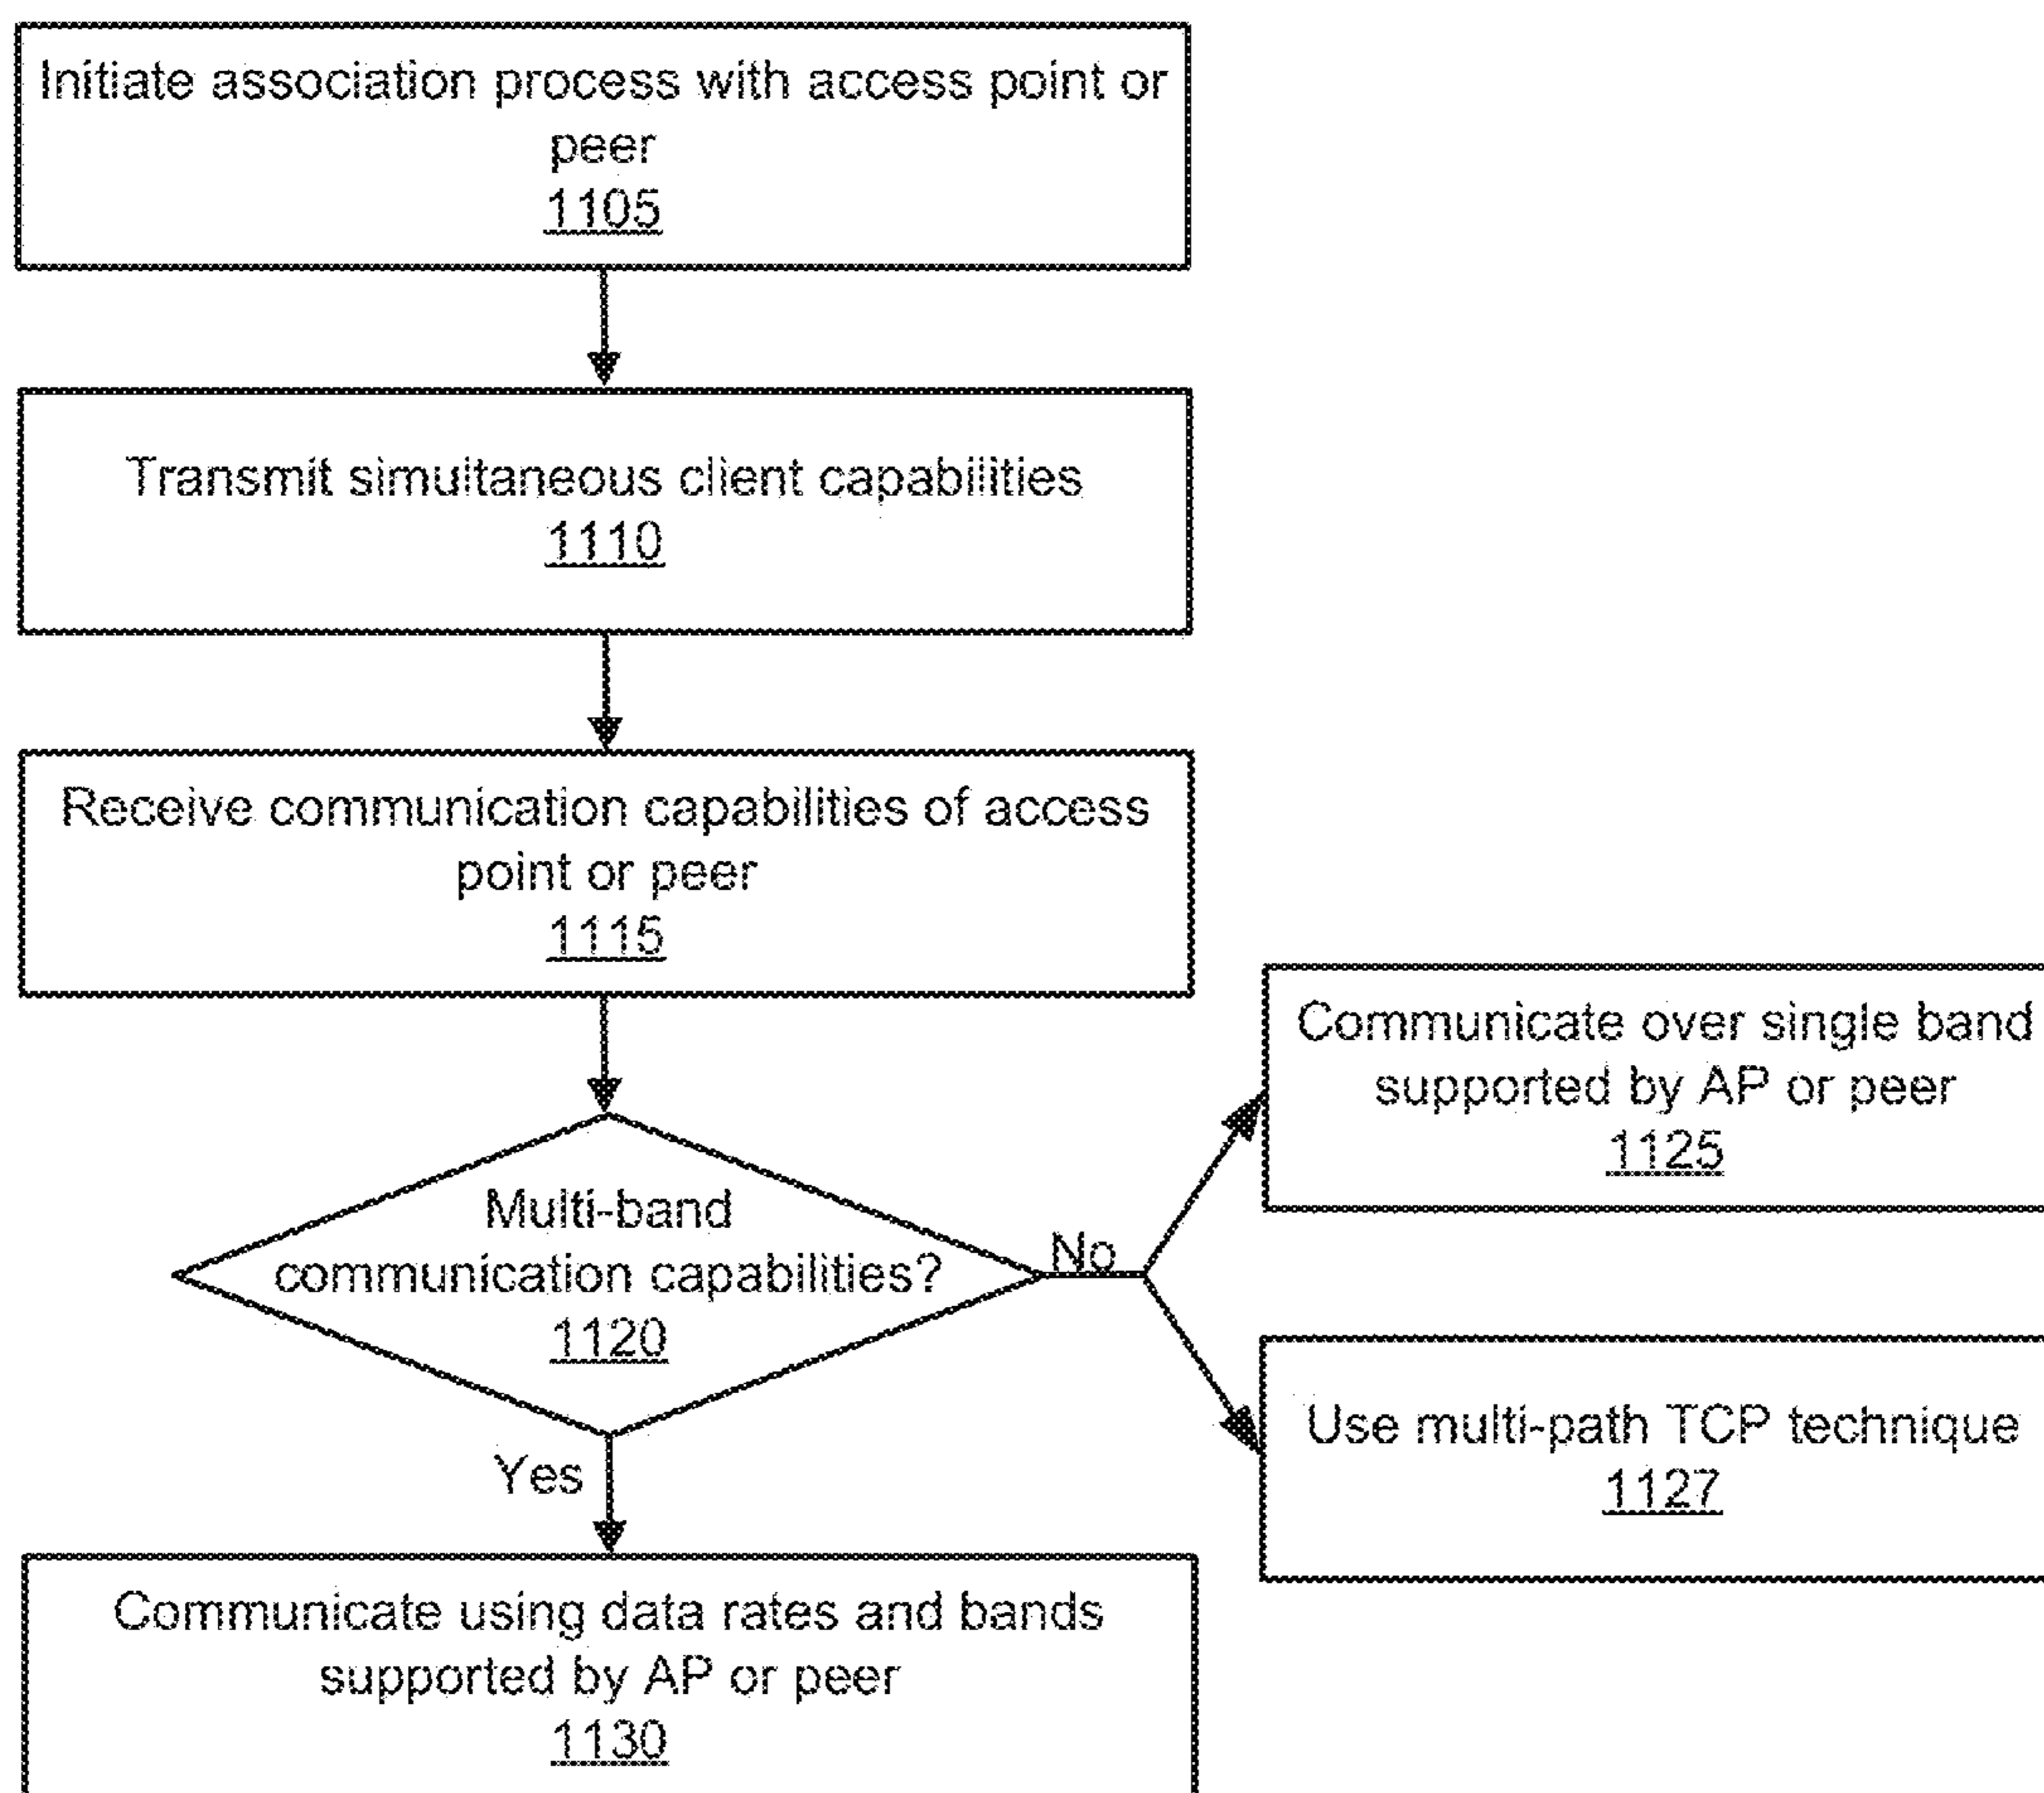 Initiate association process with access point or
peer
1105
Transmit simultaneous client capabilities
1110
Receive communication capabilities of access
point or peer
1115
Multi-band
communication capabilities?
1120
No
Communicate over single band
supported by AP or peer
1125
Use multi-path TCP technique
1127
Yes
Communicate using data rates and bands
supported by AP or peer
1130